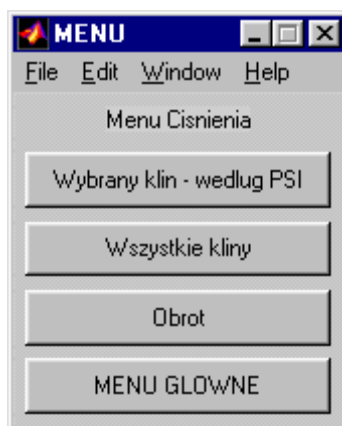 MENU
File Edit Window Help
Menu Cisnienia
Wybrany klin - wedlug PSI
Wszystkie kliny
Obrot
MENU GLOWNE